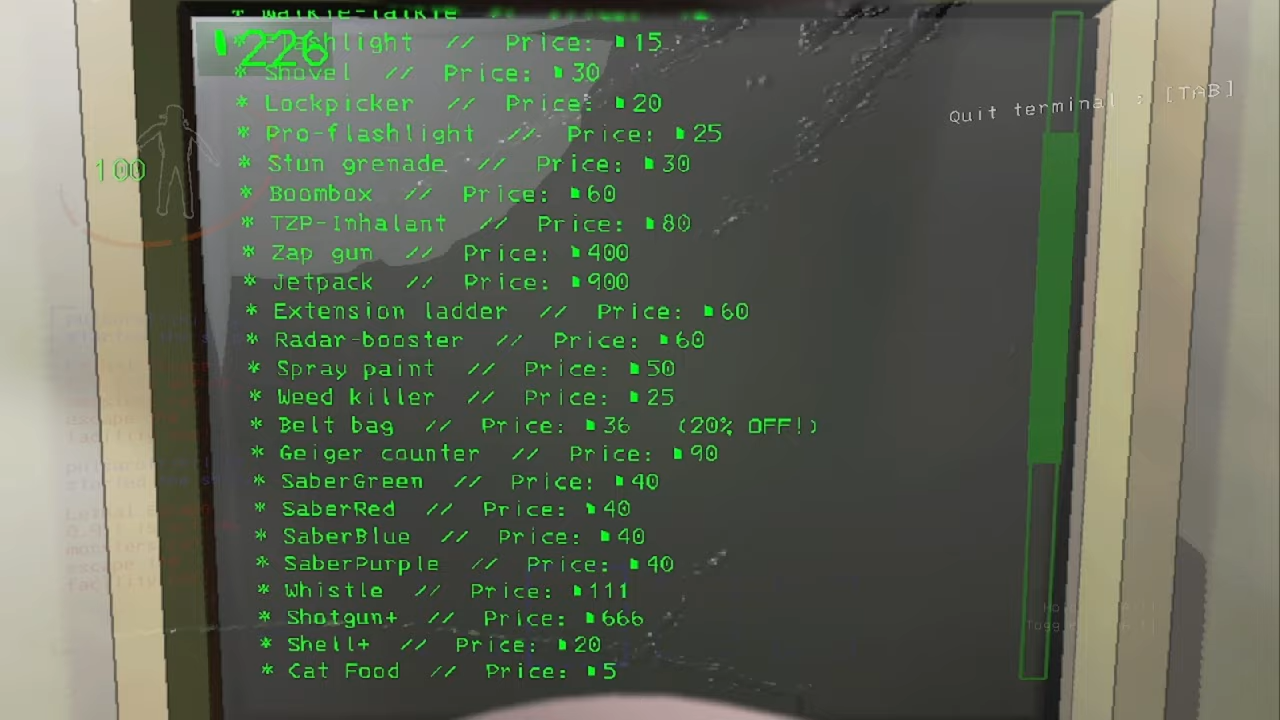 * Walkie-talkie //
226
* Flashlight // Price: 15
* Shovel // Price: 30
* Lockpicker // Price: 20
Quit terminal : [TAB]
* Pro-flashlight // Price: 25
* Stun grenade // Price: 30
100
* Boombox // Price: 60
* TZP-Inhalant // Price: 80
* Zap gun // Price: 400
* Jetpack // Price: 900
* Extension ladder // Price: 60
* Radar-booster // Price: 60
* Spray paint // Price: 50
* Weed killer // Price: 25
* Belt bag // Price: 36 (20% OFF!)
* Geiger counter // Price: 90
* SaberGreen // Price: 40
* SaberRed // Price: 40
* SaberBlue // Price: 40
* SaberPurple // Price: 40
* Whistle // Price: 111
* Shotgun+ // Price: 666
* Shell+ // Price: 20
* Cat Food // Price: 5